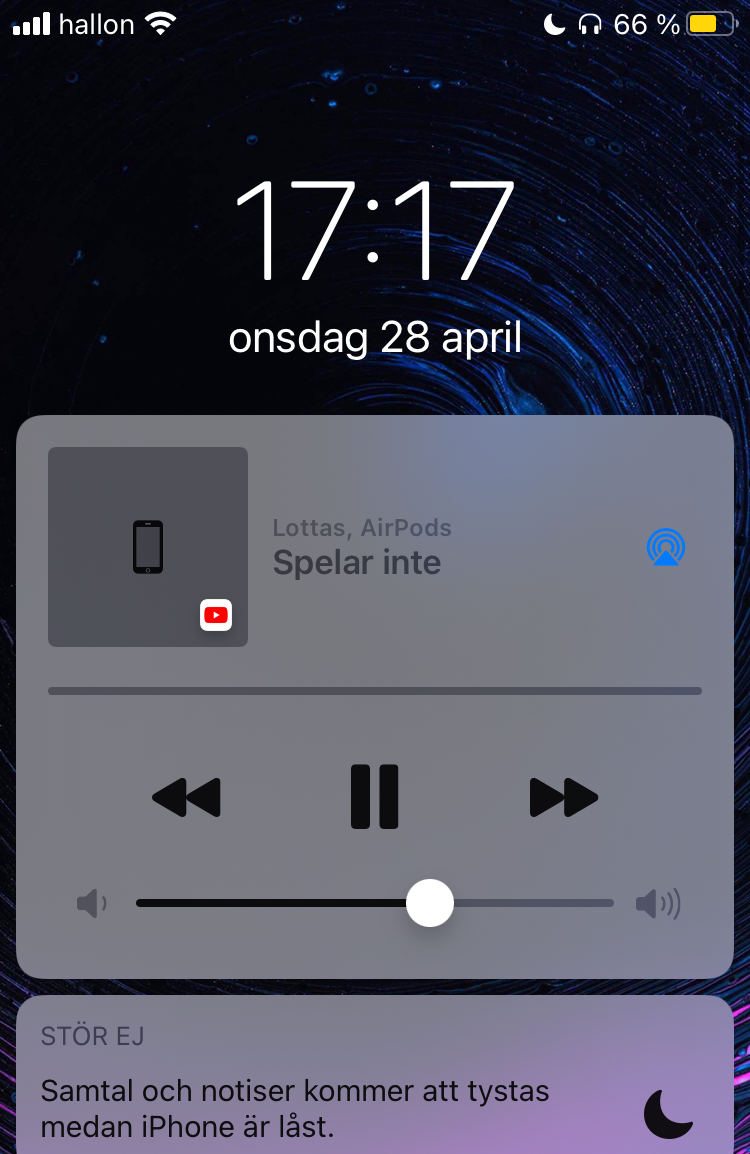 hallon 66 %
17:17
onsdag 28 april
Lottas, AirPods
Spelar inte
STÖR EJ
Samtal och notiser kommer att tystas
medan iPhone är låst.